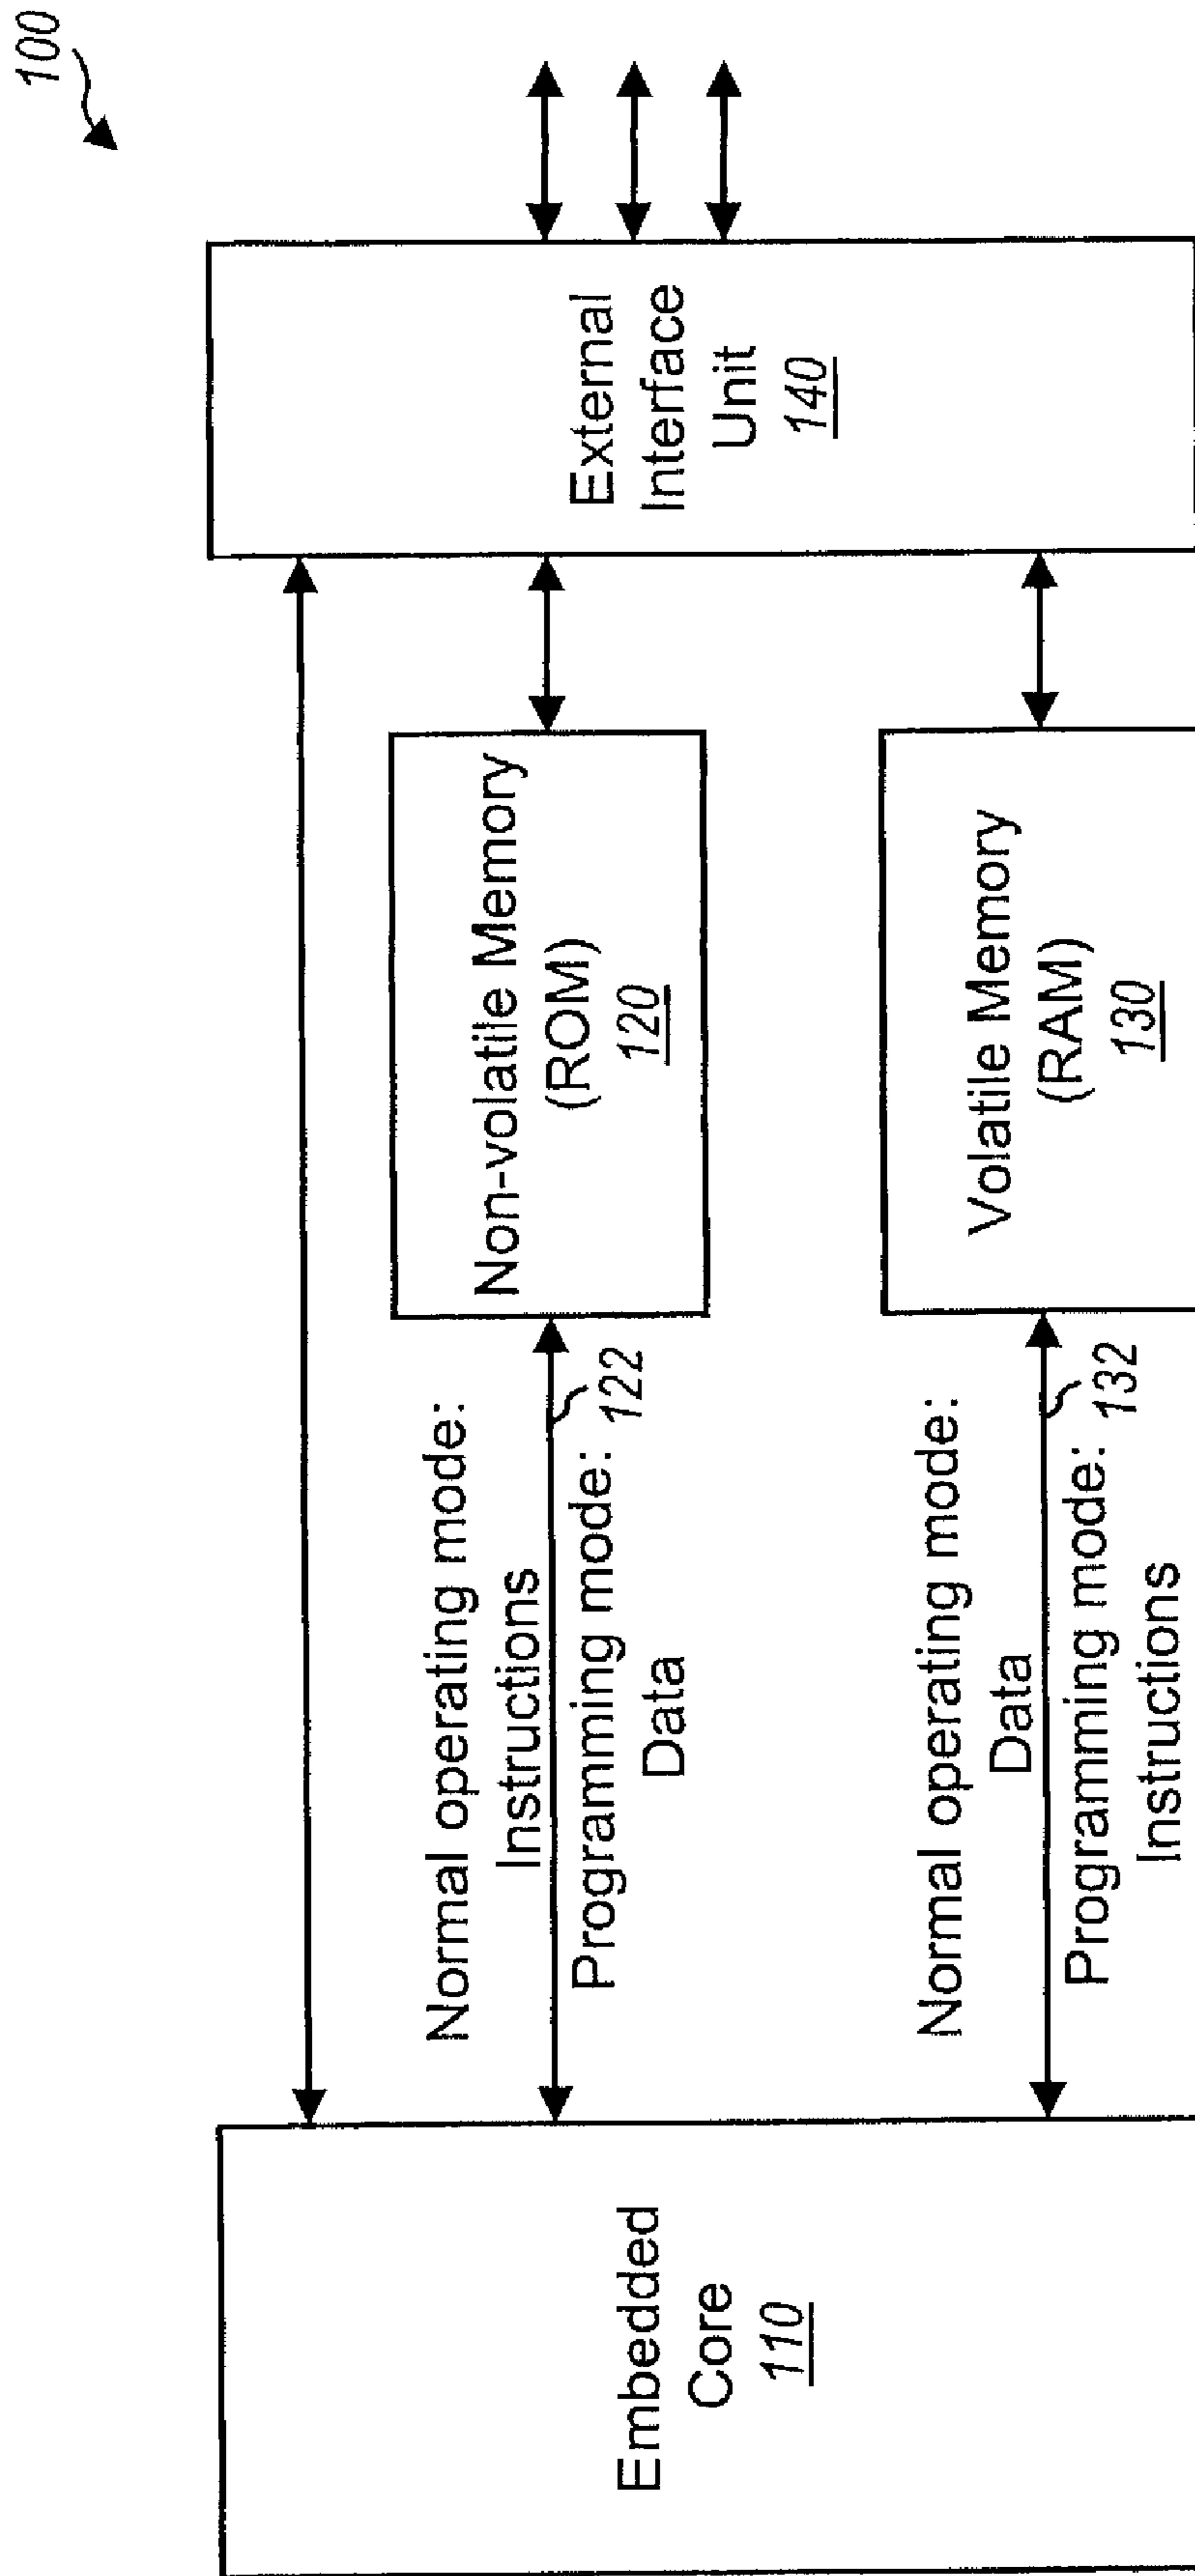 100
Embedded
Core
110
Normal operating mode:
Instructions
Programming mode:
Data
122
Non-volatile Memory
(ROM)
120
Normal operating mode:
Data
Programming mode:
Instructions
132
Volatile Memory
(RAM)
130
External
Interface
Unit
140